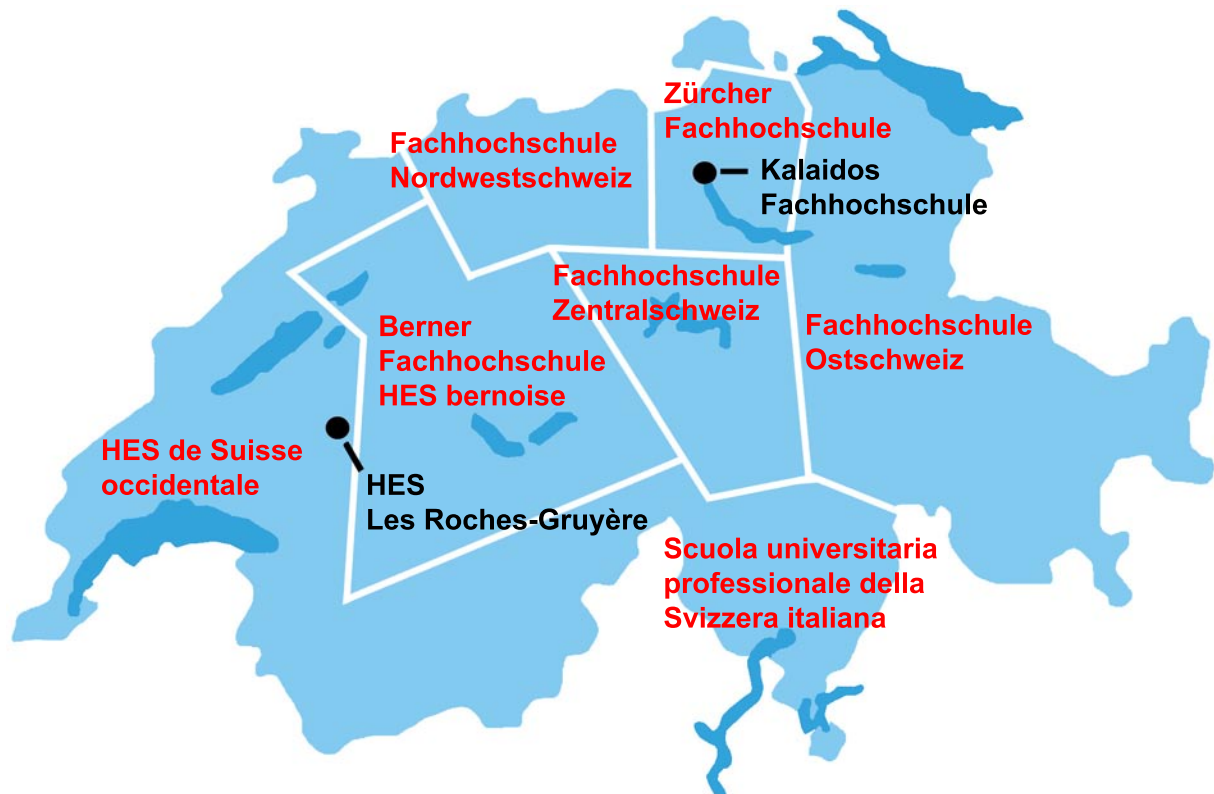 Zürcher
Fachhochschule
Fachhochschule
Nordwestschweiz
Kalaidos
Fachhochschule
Fachhochschule
Zentralschweiz
Berner
Fachhochschule
HES bernoise
Fachhochschule
Ostschweiz
HES de Suisse
occidentale
HES
Les Roches-Gruyère
Scuola universitaria
professionale della
Svizzera italiana